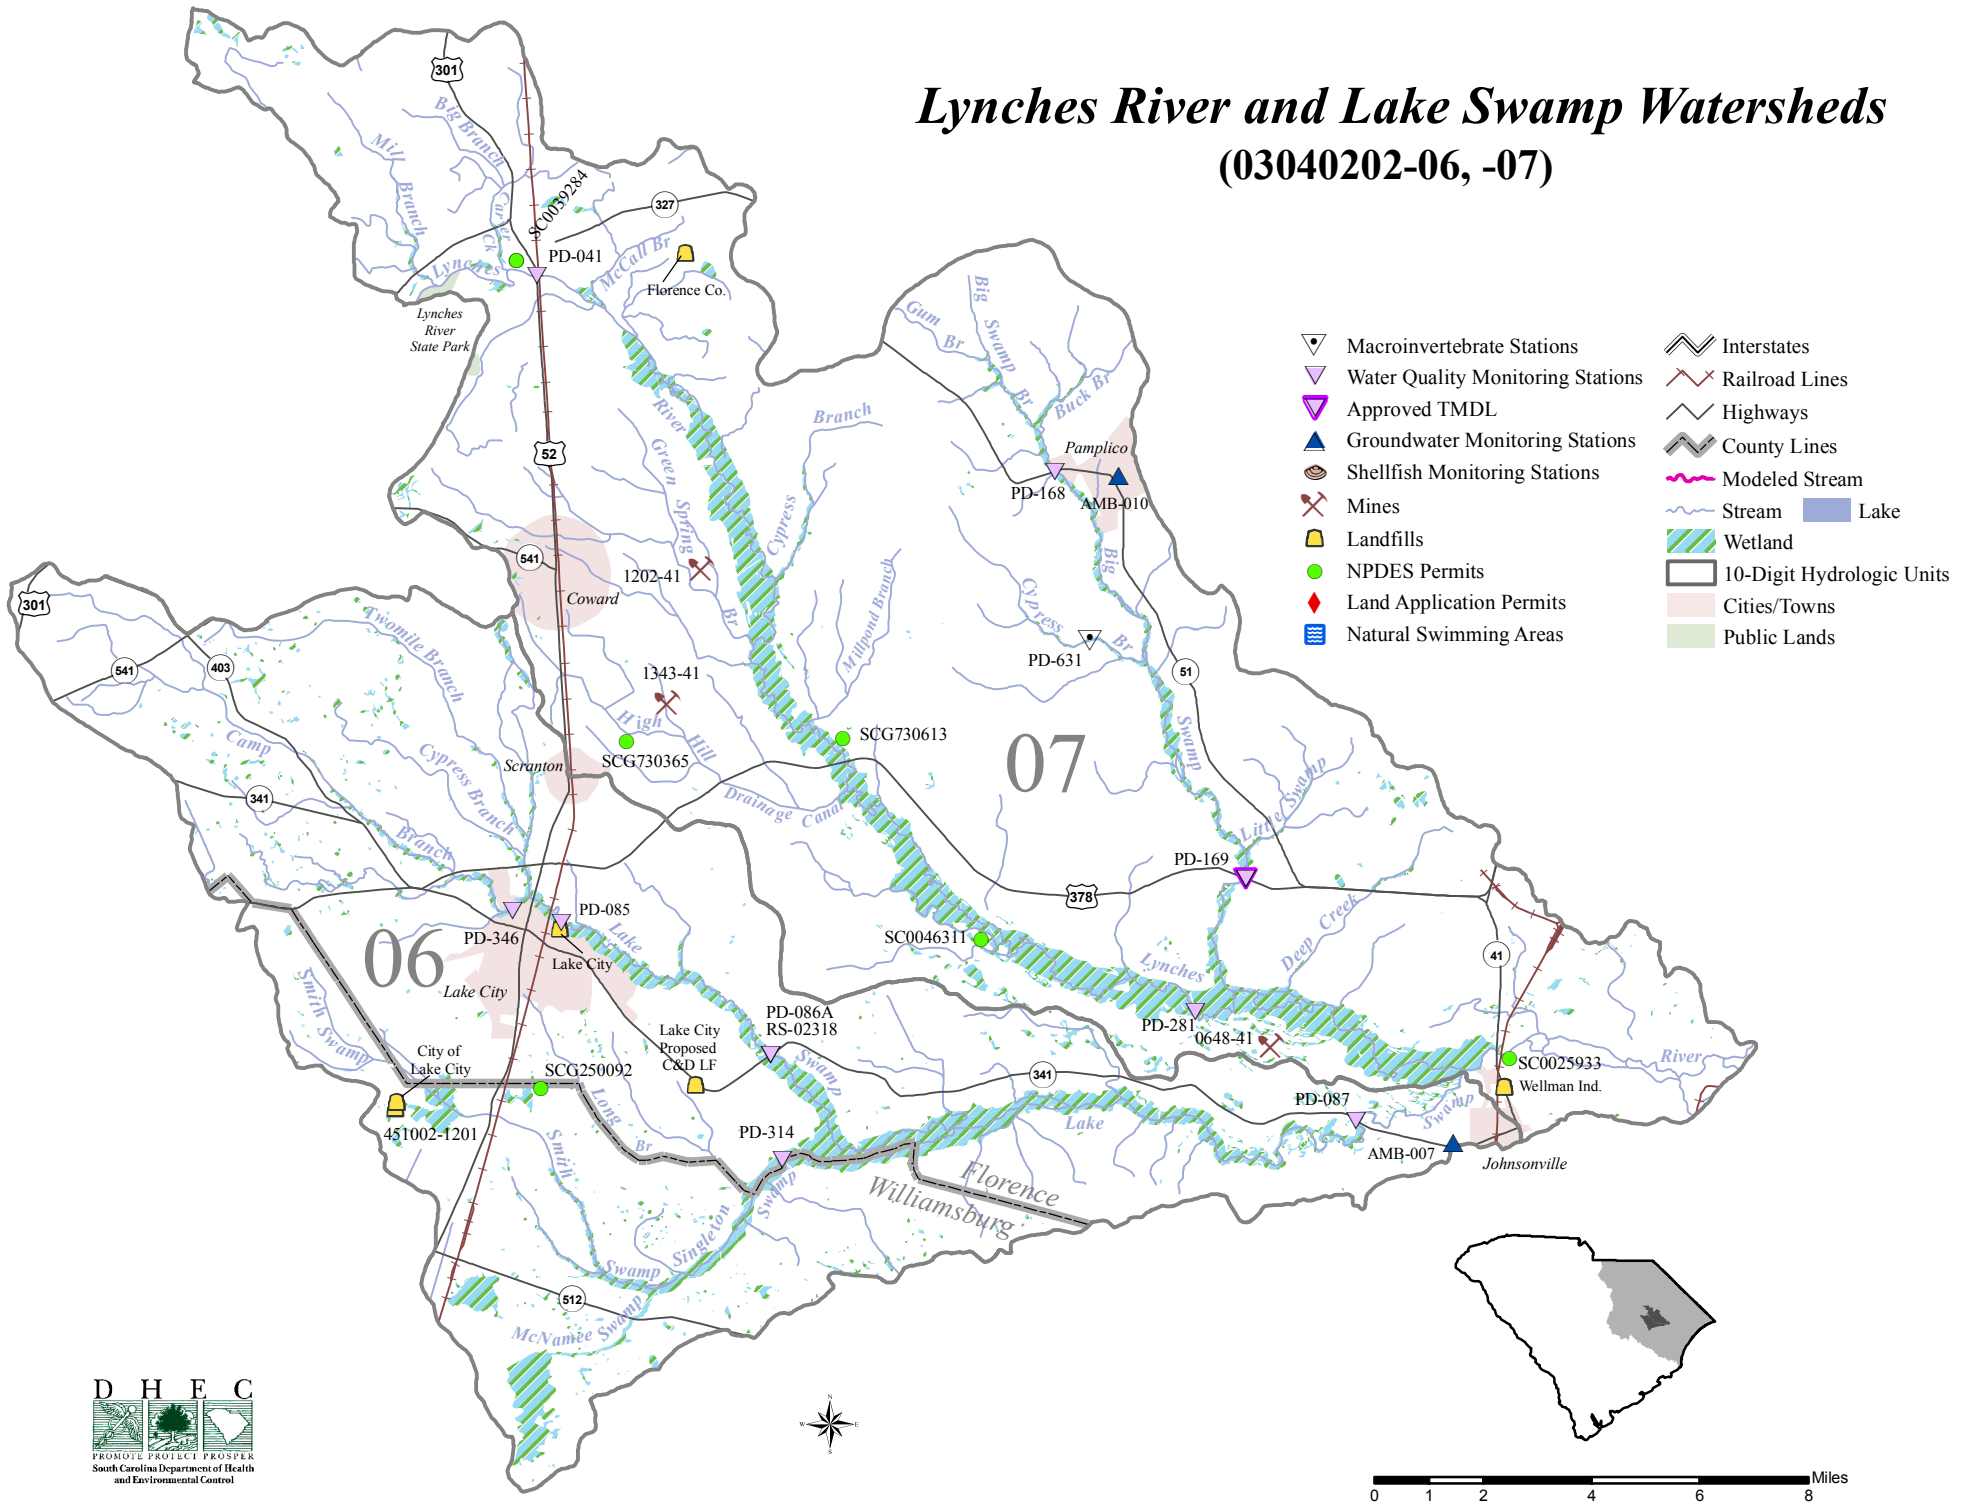 Lynches River and Lake Swamp Watersheds
(03040202-06, -07)
301
Big Branch
Mill Branch
Carver Ck
SC0039284
327
PD-041
McCall Br
Lynches
Florence Co.
Lynches
River
State Park
River
52
Green Spring Br
Branch
Cypress
Gum Br
Big Swamp Br
Buck Br
Pamplico
PD-168
AMB-010
Big
541
1202-41
Coward
Millpond Branch
Cypress Br
PD-631
51
301
541
403
Twomile Branch
1343-41
High Hill
SCG730365
SCG730613
Drainage Canal
Swamp
07
Little Swamp
Camp
Cypress Branch
Scranton
341
Branch
PD-169
378
Deep Creek
PD-085
PD-346
Lake
Lake City
Lake City
06
SC0046311
Lynches
41
Smith Swamp
PD-086A
RS-02318
Lake City
Proposed
C&D LF
PD-281
0648-41
City of
Lake City
SCG250092
Swamp
341
SC0025933
River
Wellman Ind.
Long Br
PD-087
Swamp
451002-1201
PD-314
Lake
AMB-007
Johnsonville
Smith
Swamp
Singleton
Swamp
Florence
Williamsburg
512
McNamee Swamp
Macroinvertebrate Stations
Water Quality Monitoring Stations
Approved TMDL
Groundwater Monitoring Stations
Shellfish Monitoring Stations
Mines
Landfills
NPDES Permits
Land Application Permits
Natural Swimming Areas
Interstates
Railroad Lines
Highways
County Lines
Modeled Stream
Stream
Lake
Wetland
10-Digit Hydrologic Units
Cities/Towns
Public Lands
D H E C
PROMOTE PROTECT PROSPER
South Carolina Department of Health
and Environmental Control
N
W E
S
Miles
0 1 2 4 6 8